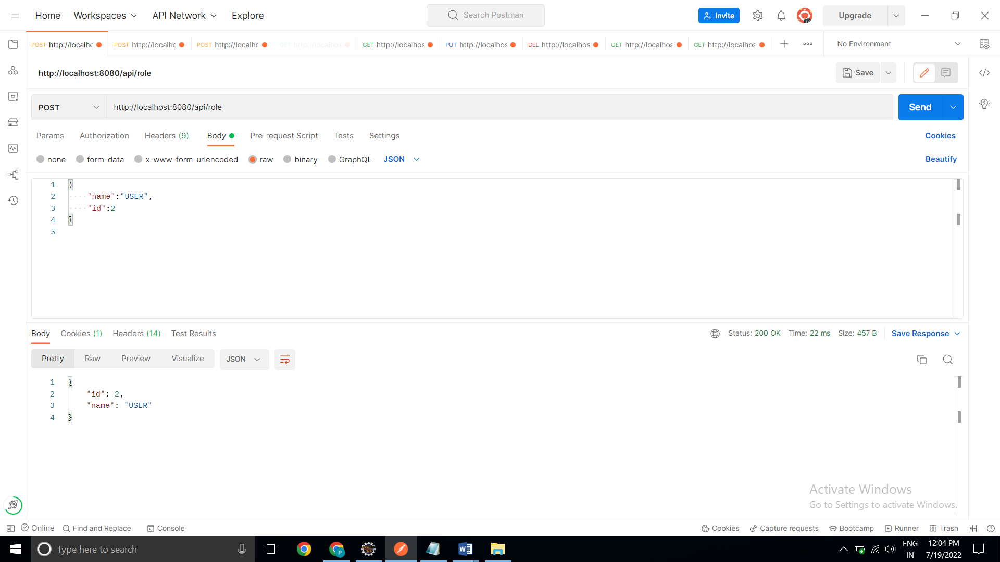 Home Workspaces API Network Explore Search Postman Invite Upgrade
POST http://localhc POST http://localhc POST http://localhc GET http://localhos GET http://localhos PUT http://localhos DEL http://localhos GET http://localhos GET http://localhos No Environment
http://localhost:8080/api/role Save
POST http://localhost:8080/api/role Send
Params Authorization Headers (9) Body Pre-request Script Tests Settings Cookies
none form-data x-www-form-urlencoded raw binary GraphQL JSON Beautify
1 {
2 "name":"USER",
3 "id":2
4 }
5
Body Cookies (1) Headers (14) Test Results Status: 200 OK Time: 22 ms Size: 457 B Save Response
Pretty Raw Preview Visualize JSON
1 {
2 "id": 2,
3 "name": "USER"
4 }
Activate Windows
Go to Settings to activate Windows.
Online Find and Replace Console Cookies Capture requests Bootcamp Runner Trash
Type here to search
ENG
IN
12:04 PM
7/19/2022